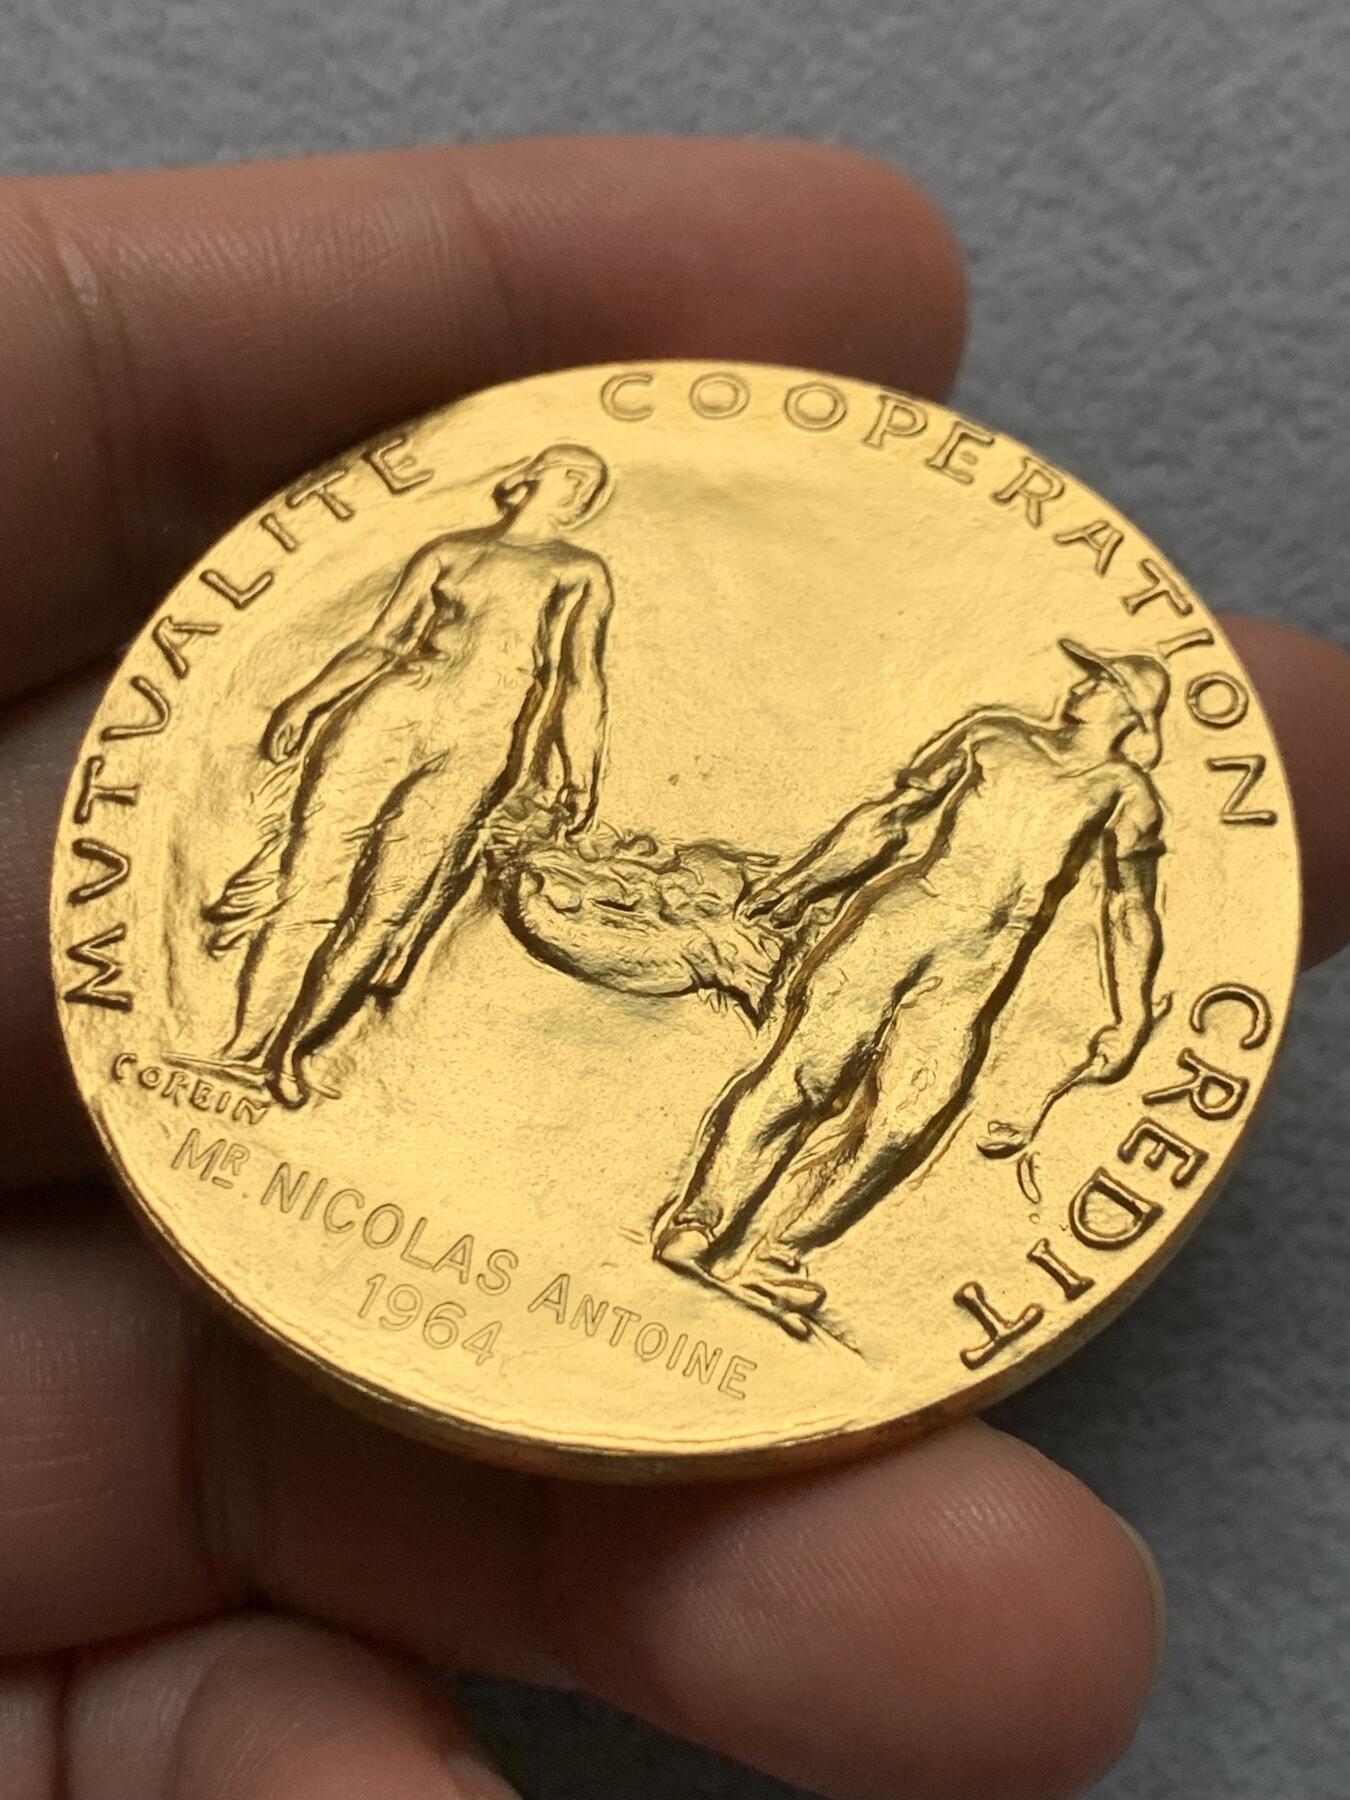 MVTVALITE COOPERATION CREDIT
CORBIN
MR NICOLAS ANTOINE
1964